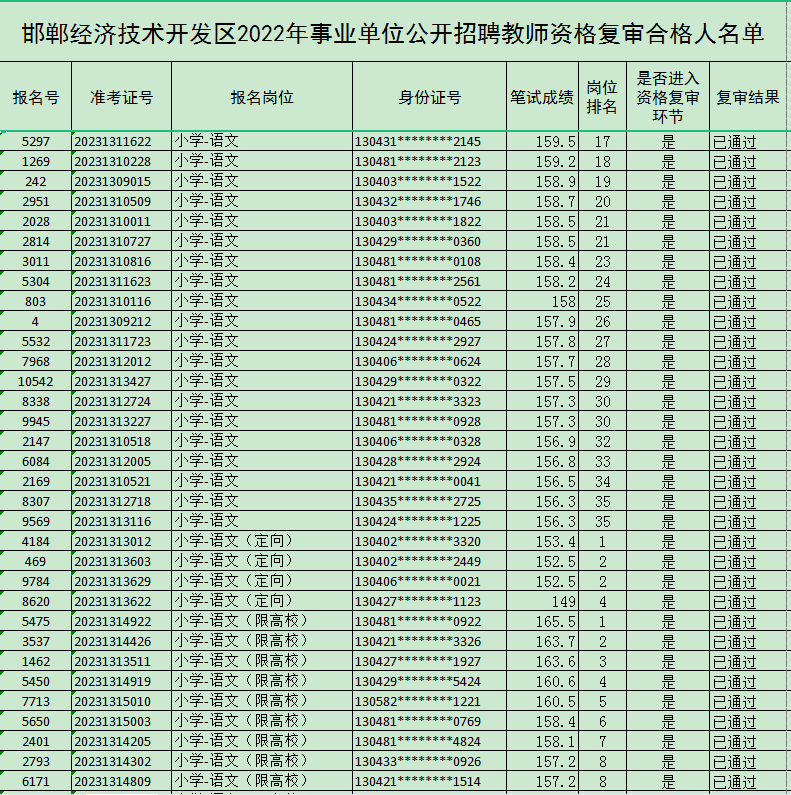 邯郸经济技术开发区2022年事业单位公开招聘教师资格复审合格人名单
报名号 准考证号 报名岗位 身份证号 笔试成绩 岗位排名 是否进入资格复审环节 复审结果
5297 20231311622 小学-语文 130431********2145 159.5 17 是 已通过
1269 20231310228 小学-语文 130481********2123 159.2 18 是 已通过
242 20231309015 小学-语文 130403********1522 158.9 19 是 已通过
2951 20231310509 小学-语文 130432********1746 158.7 20 是 已通过
2028 20231310011 小学-语文 130403********1822 158.5 21 是 已通过
2814 20231310727 小学-语文 130429********0360 158.5 21 是 已通过
3011 20231310816 小学-语文 130481********0108 158.4 23 是 已通过
5304 20231311623 小学-语文 130481********2561 158.2 24 是 已通过
803 20231310116 小学-语文 130434********0522 158 25 是 已通过
4 20231309212 小学-语文 130481********0465 157.9 26 是 已通过
5532 20231311723 小学-语文 130424********2927 157.8 27 是 已通过
7968 20231312012 小学-语文 130406********0624 157.7 28 是 已通过
10542 20231313427 小学-语文 130429********0322 157.5 29 是 已通过
8338 20231312724 小学-语文 130421********3323 157.3 30 是 已通过
9945 20231313227 小学-语文 130481********0928 157.3 30 是 已通过
2147 20231310518 小学-语文 130406********0328 156.9 32 是 已通过
6084 20231312005 小学-语文 130428********2924 156.8 33 是 已通过
2169 20231310521 小学-语文 130421********0041 156.5 34 是 已通过
8307 20231312718 小学-语文 130435********2725 156.3 35 是 已通过
9569 20231313116 小学-语文 130424********1225 156.3 35 是 已通过
4184 20231313012 小学-语文（定向） 130402********3320 153.4 1 是 已通过
469 20231313603 小学-语文（定向） 130402********2449 152.5 2 是 已通过
9784 20231313629 小学-语文（定向） 130406********0021 152.5 2 是 已通过
8620 20231313622 小学-语文（定向） 130427********1123 149 4 是 已通过
5475 20231314922 小学-语文（限高校） 130481********0922 165.5 1 是 已通过
3537 20231314426 小学-语文（限高校） 130421********3326 163.7 2 是 已通过
1462 20231313511 小学-语文（限高校） 130427********1927 163.6 3 是 已通过
5450 20231314919 小学-语文（限高校） 130429********5424 160.6 4 是 已通过
7713 20231315010 小学-语文（限高校） 130582********1221 160.5 5 是 已通过
5650 20231315003 小学-语文（限高校） 130481********0769 158.4 6 是 已通过
2401 20231314205 小学-语文（限高校） 130481********4824 158.1 7 是 已通过
2793 20231314302 小学-语文（限高校） 130433********0926 157.2 8 是 已通过
6171 20231314809 小学-语文（限高校） 130421********1514 157.2 8 是 已通过